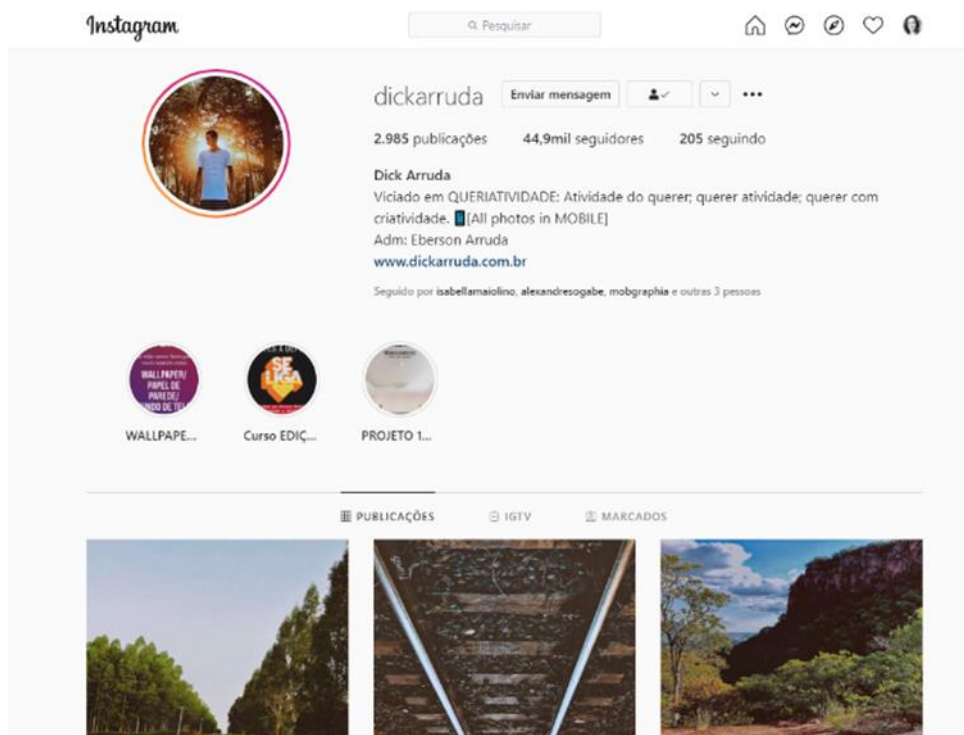 Instagram
Pesquisar
dickarruda Enviar mensagem
2.985 publicações 44,9mil seguidores 205 seguindo
Dick Arruda
Viciado em QUERIATIVIDADE: Atividade do querer; querer atividade; querer com
criatividade. [All photos in MOBILE]
Adm: Eberson Arruda
www.dickarruda.com.br
Seguido por isabellamaiolino, alexandresogabe, mobgraphia e outras 3 pessoas
WALLPAPER/
PAPEL DE
PAREDE/
SE
LIGA
WALLPAPE... Curso EDIÇ... PROJETO 1...
PUBLICAÇÕES IGTV MARCADOS